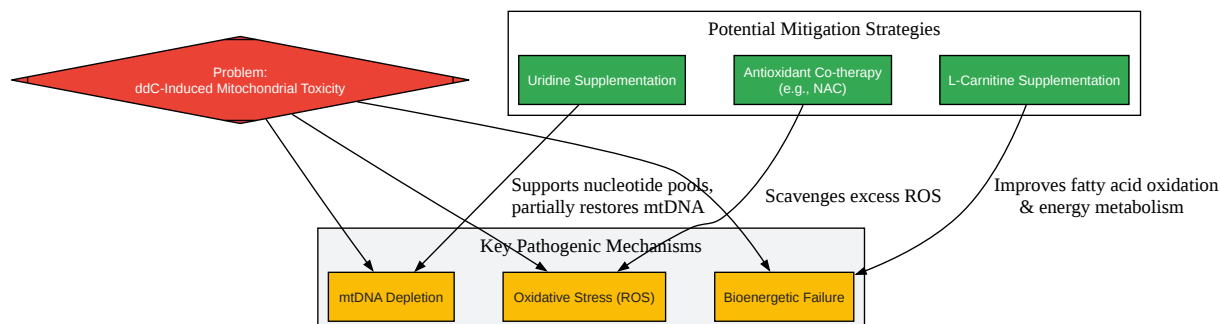 Potential Mitigation Strategies
Problem:
ddC-Induced Mitochondrial Toxicity
Uridine Supplementation
Antioxidant Co-therapy
(e.g., NAC)
L-Carnitine Supplementation
Supports nucleotide pools,
partially restores mtDNA
Scavenges excess ROS
Improves fatty acid oxidation
& energy metabolism
Key Pathogenic Mechanisms
mtDNA Depletion
Oxidative Stress (ROS)
Bioenergetic Failure